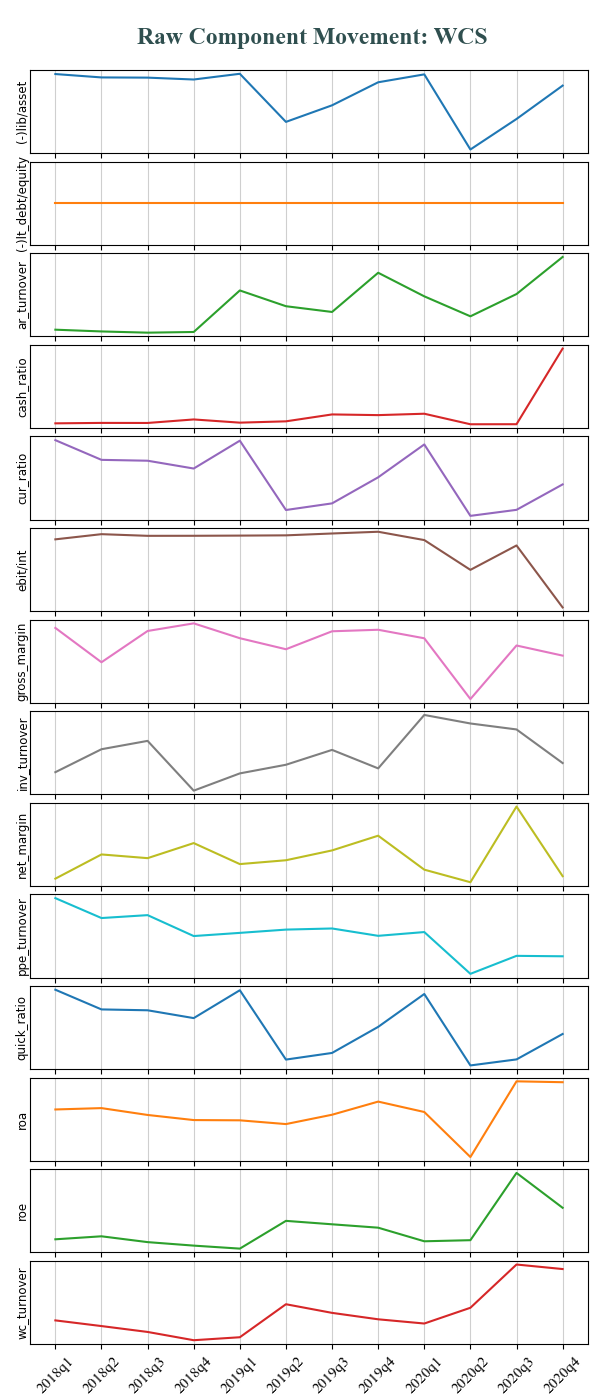 Raw Component Movement: WCS
(-)lib/asset
(-)lt_debt/equity
ar_turnover
cash_ratio
cur_ratio
ebit/int
gross_margin
inv_turnover
net_margin
ppe_turnover
quick_ratio
roa
roe
wc_turnover
2018q1 2018q2 2018q3 2018q4 2019q1 2019q2 2019q3 2019q4 2020q1 2020q2 2020q3 2020q4